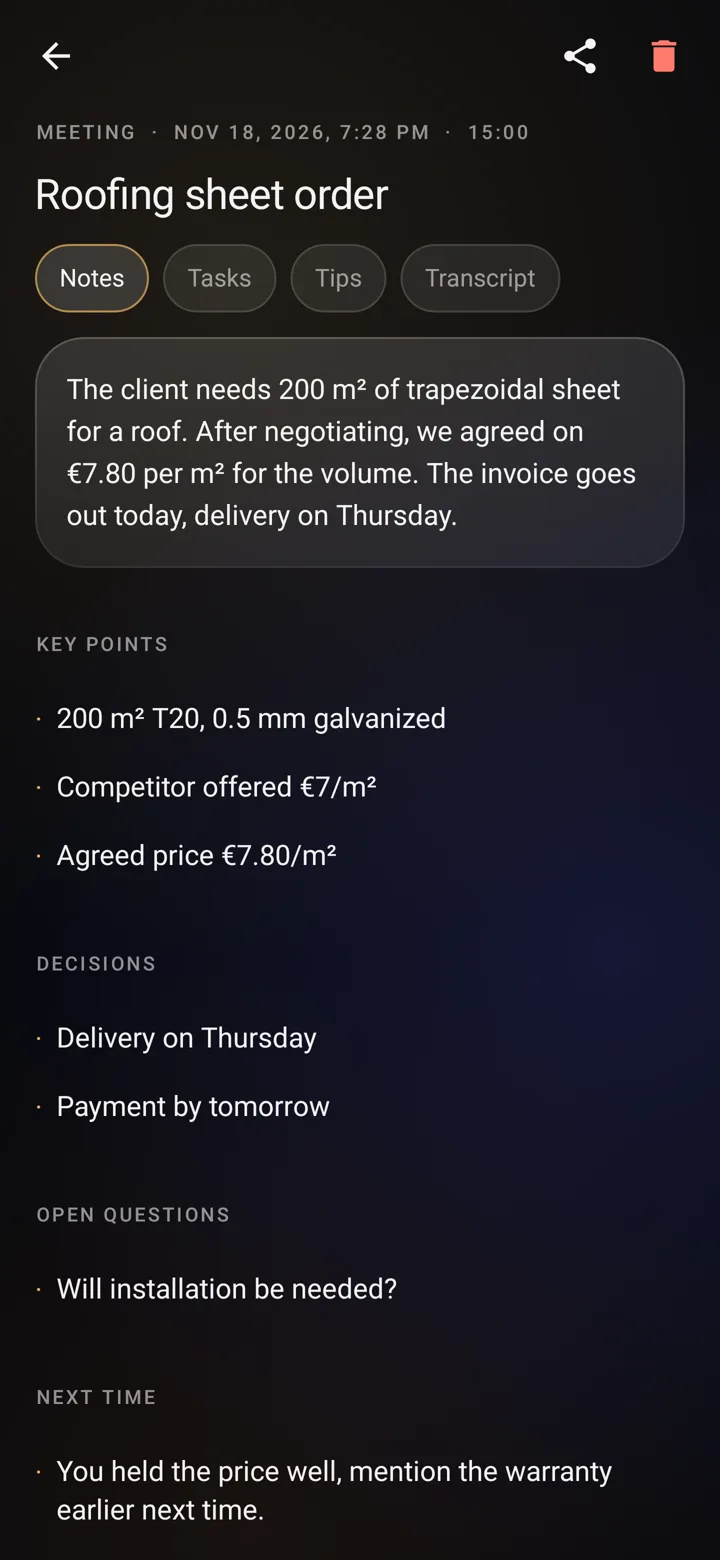 MEETING · NOV 18, 2026, 7:28 PM · 15:00
Roofing sheet order
Notes Tasks Tips Transcript
The client needs 200 m² of trapezoidal sheet
for a roof. After negotiating, we agreed on
€7.80 per m² for the volume. The invoice goes
out today, delivery on Thursday.
KEY POINTS
· 200 m² T20, 0.5 mm galvanized
· Competitor offered €7/m²
· Agreed price €7.80/m²
DECISIONS
· Delivery on Thursday
· Payment by tomorrow
OPEN QUESTIONS
· Will installation be needed?
NEXT TIME
· You held the price well, mention the warranty
earlier next time.